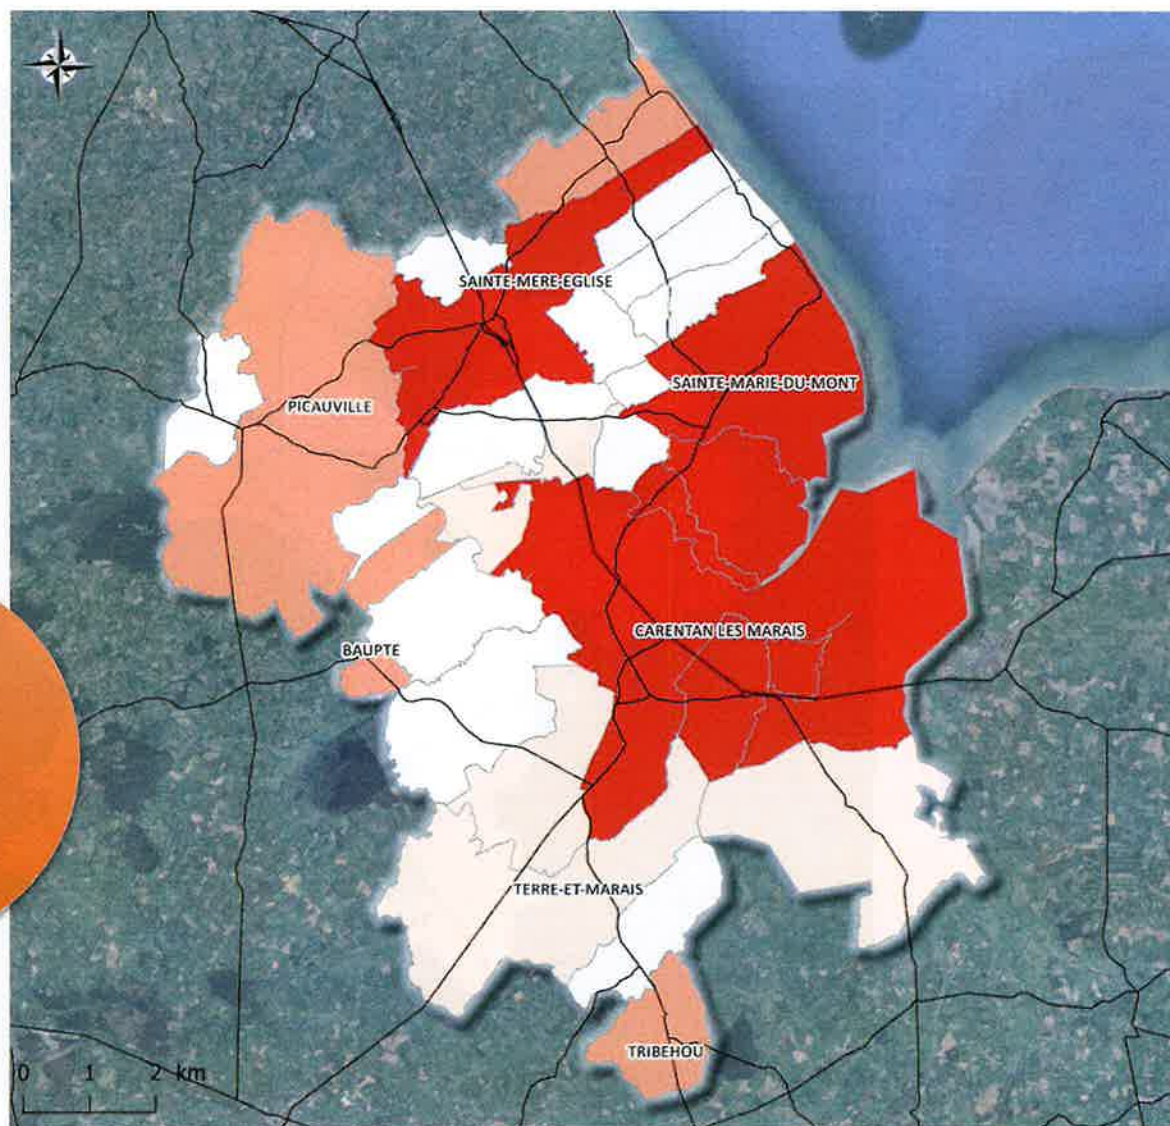 SAINTE-MERE-EGLISE
SAINTE-MARIE-DU-MONT
PICAUVILLE
CARENTAN LES MARAIS
BAUPTE
TERRE-ET-MARAIS
TRIBEHOU
0 1 2 km